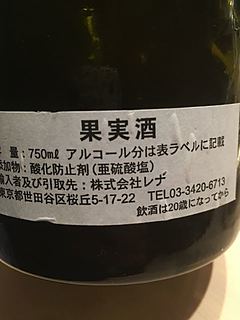 果実酒
容量：750mℓ アルコール分は表ラベルに記載
添加物：酸化防止剤（亜硫酸塩）
輸入者及び引取先：株式会社レナ
東京都世田谷区桜丘5-17-22 TEL03-3420-6713
飲酒は20歳になってから